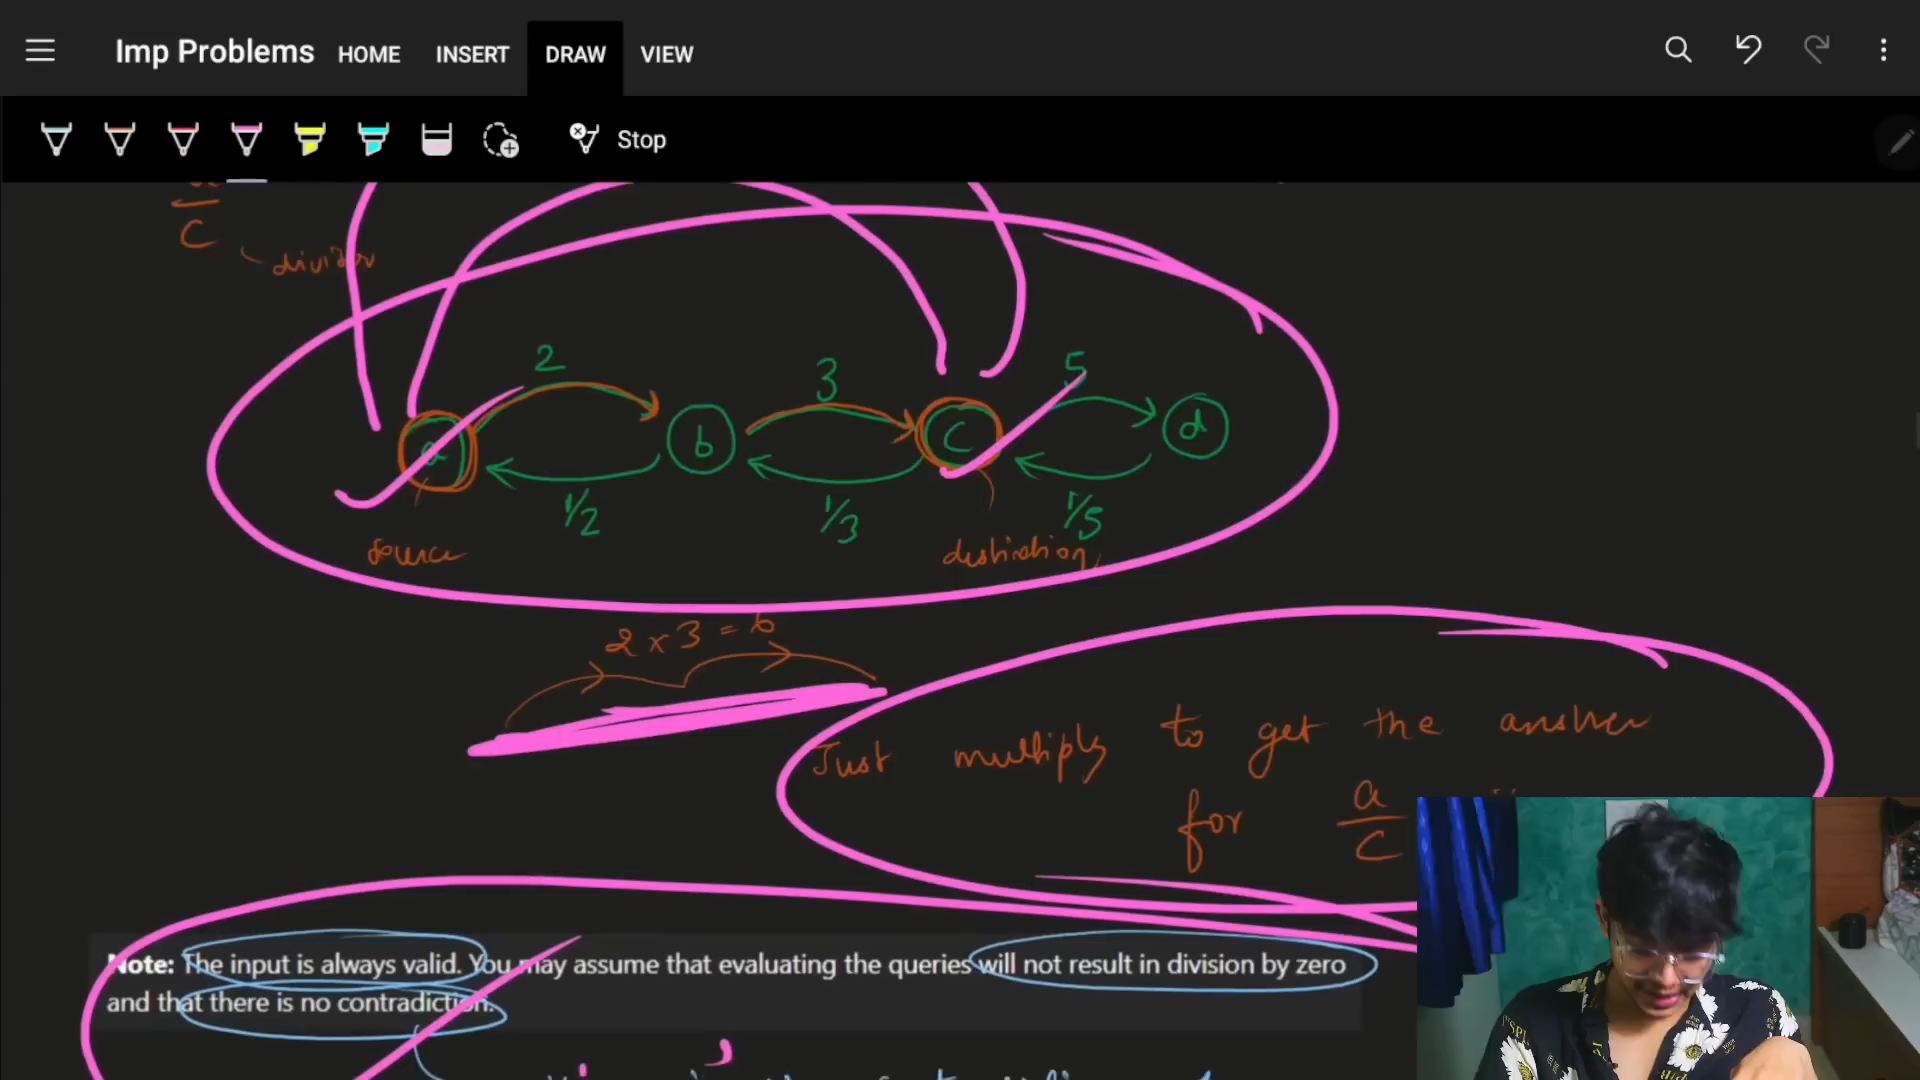 Imp Problems HOME INSERT DRAW VIEW
Stop
C
divisor
2 3 5
a b C d
1/2 1/3 1/5
source destination
2 x 3 = 6
Just multiply to get the answer
for a
C
Note: The input is always valid. You may assume that evaluating the queries will not result in division by zero
and that there is no contradiction.